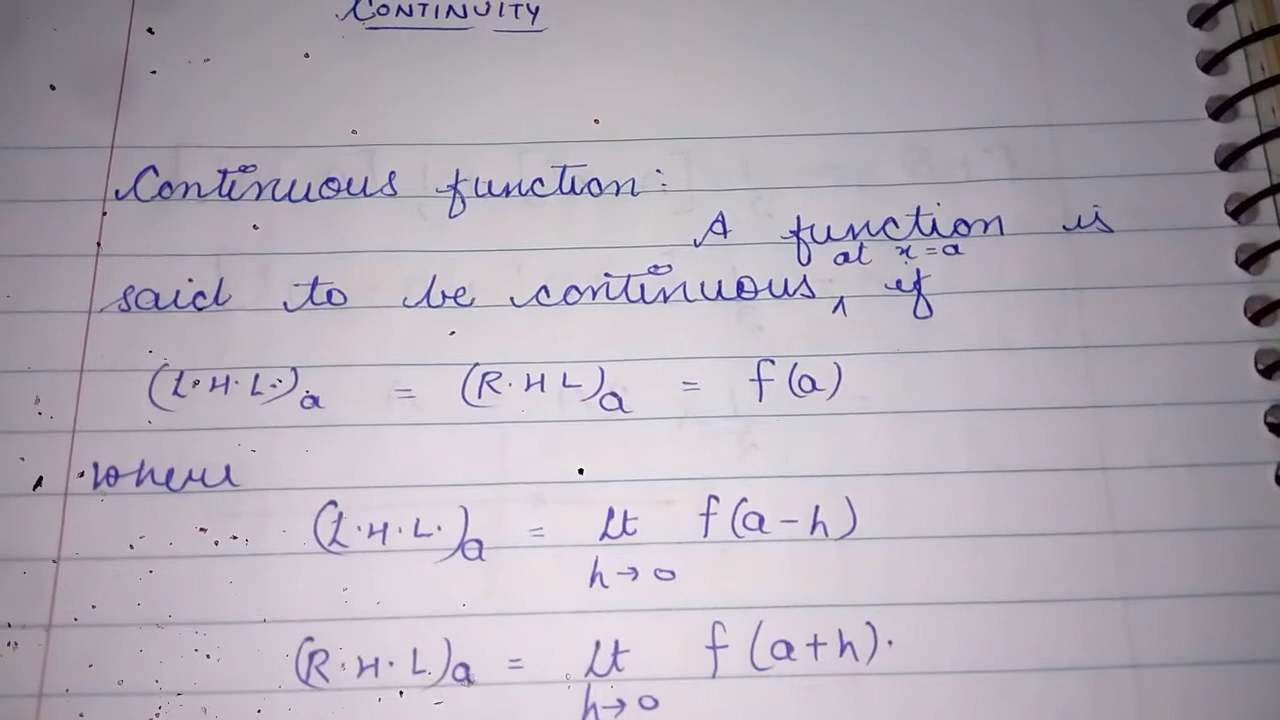 CONTINUITY
Continuous function:
A function is
said to be continuous, at x=a if
(L.H.L.)a = (R.H L)a = f(a)
where
(L.H.L.)a = Lt f(a-h)
h→0
(R.H.L)a = Lt f(a+h).
h→0